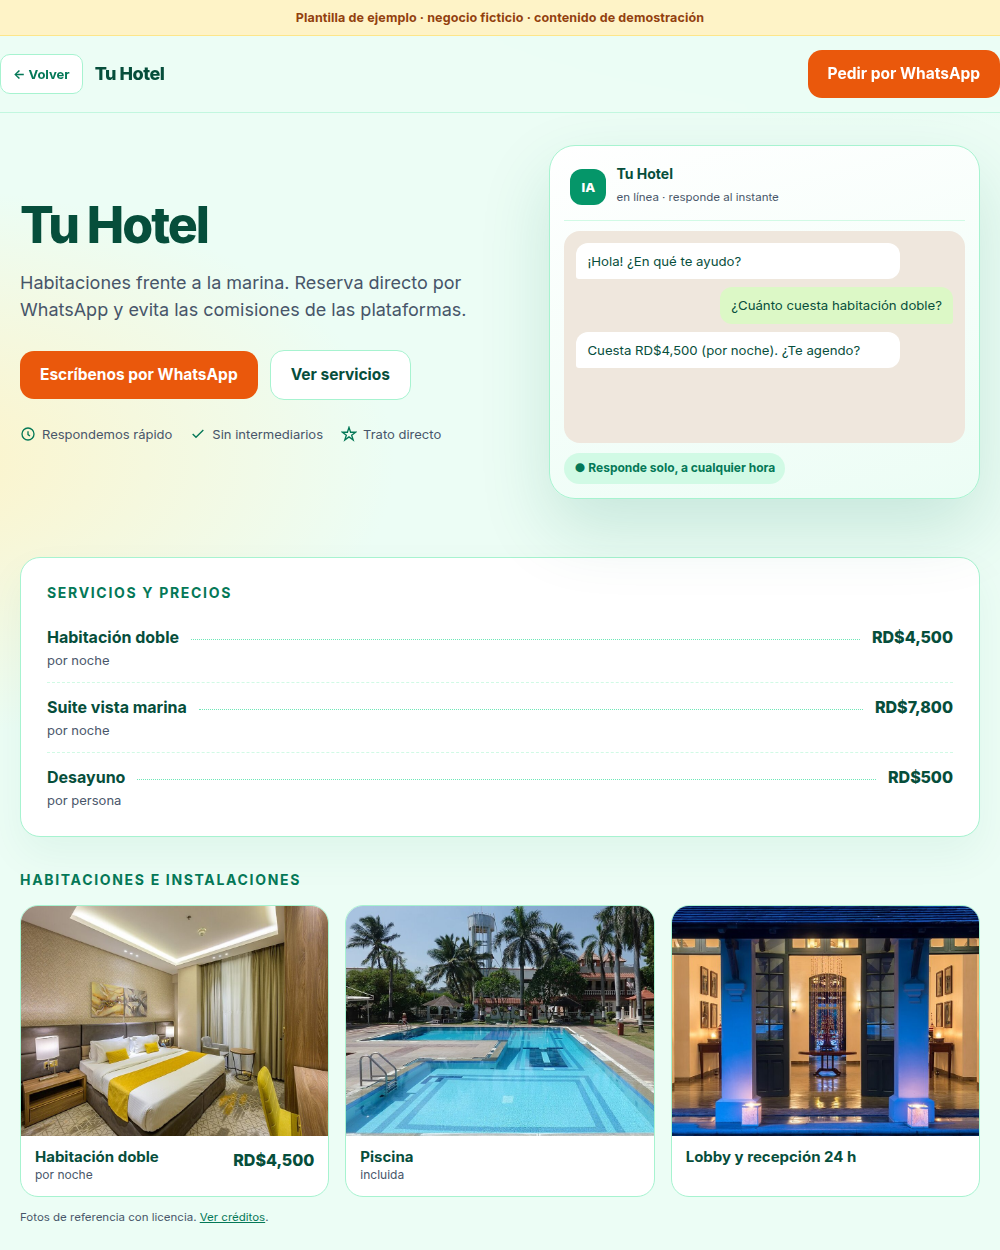 Plantilla de ejemplo · negocio ficticio · contenido de demostración
← Volver
Tu Hotel
Pedir por WhatsApp
Tu Hotel
Habitaciones frente a la marina. Reserva directo por
WhatsApp y evita las comisiones de las plataformas.
Escríbenos por WhatsApp
Ver servicios
Respondemos rápido
Sin intermediarios
Trato directo
IA
Tu Hotel
en línea · responde al instante
¡Hola! ¿En qué te ayudo?
¿Cuánto cuesta habitación doble?
Cuesta RD$4,500 (por noche). ¿Te agendo?
● Responde solo, a cualquier hora
SERVICIOS Y PRECIOS
Habitación doble RD$4,500
por noche
Suite vista marina RD$7,800
por noche
Desayuno RD$500
por persona
HABITACIONES E INSTALACIONES
Habitación doble RD$4,500
por noche
Piscina
incluida
Lobby y recepción 24 h
Fotos de referencia con licencia. Ver créditos.